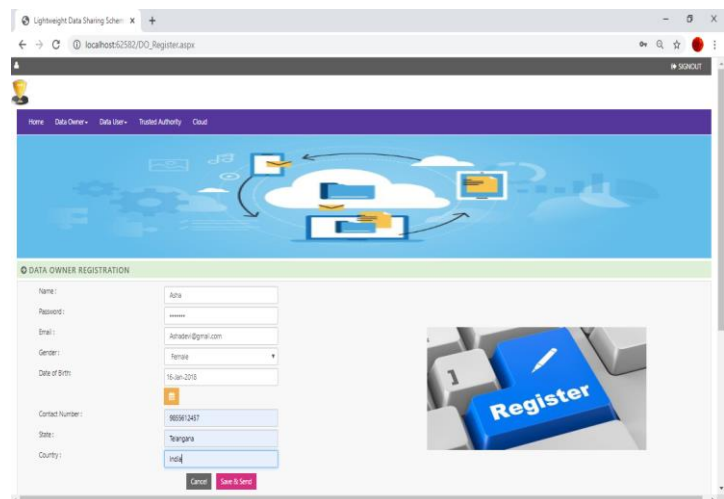 Lightweight Data Sharing Schem x +
localhost:62582/DO_Register.aspx
SIGNOUT
Home Data Owner Data User Trusted Authority Cloud
DATA OWNER REGISTRATION
Name : Asha
Password : •••••••
Email : Ashadevi@gmail.com
Gender : Female
Date of Birth: 16-Jan-2018
Contact Number : 9055612457
State : Telangana
Country : India
Cancel Save & Send
]
Register